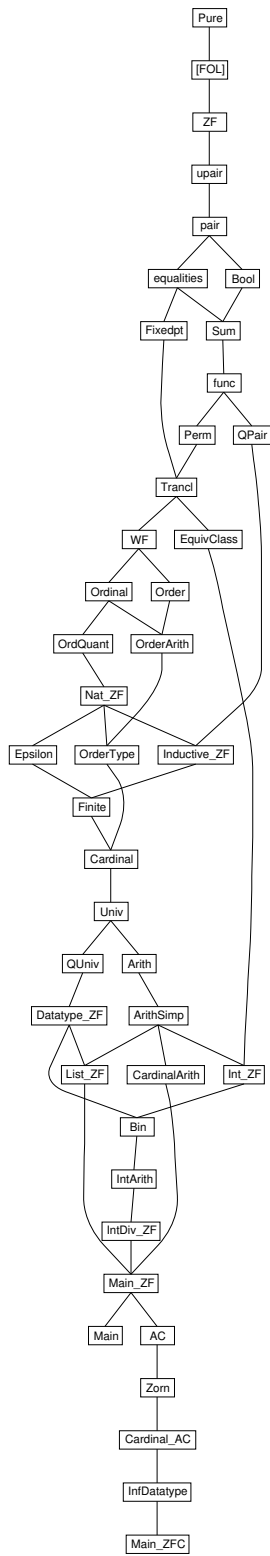 Pure
[FOL]
ZF
upair
pair
equalities Bool
Fixedpt Sum
func
Perm QPair
Trancl
WF EquivClass
Ordinal Order
OrdQuant OrderArith
Nat_ZF
Epsilon OrderType Inductive_ZF
Finite
Cardinal
Univ
QUniv Arith
Datatype_ZF ArithSimp
List_ZF CardinalArith Int_ZF
Bin
IntArith
IntDiv_ZF
Main_ZF
Main AC
Zorn
Cardinal_AC
InfDatatype
Main_ZFC